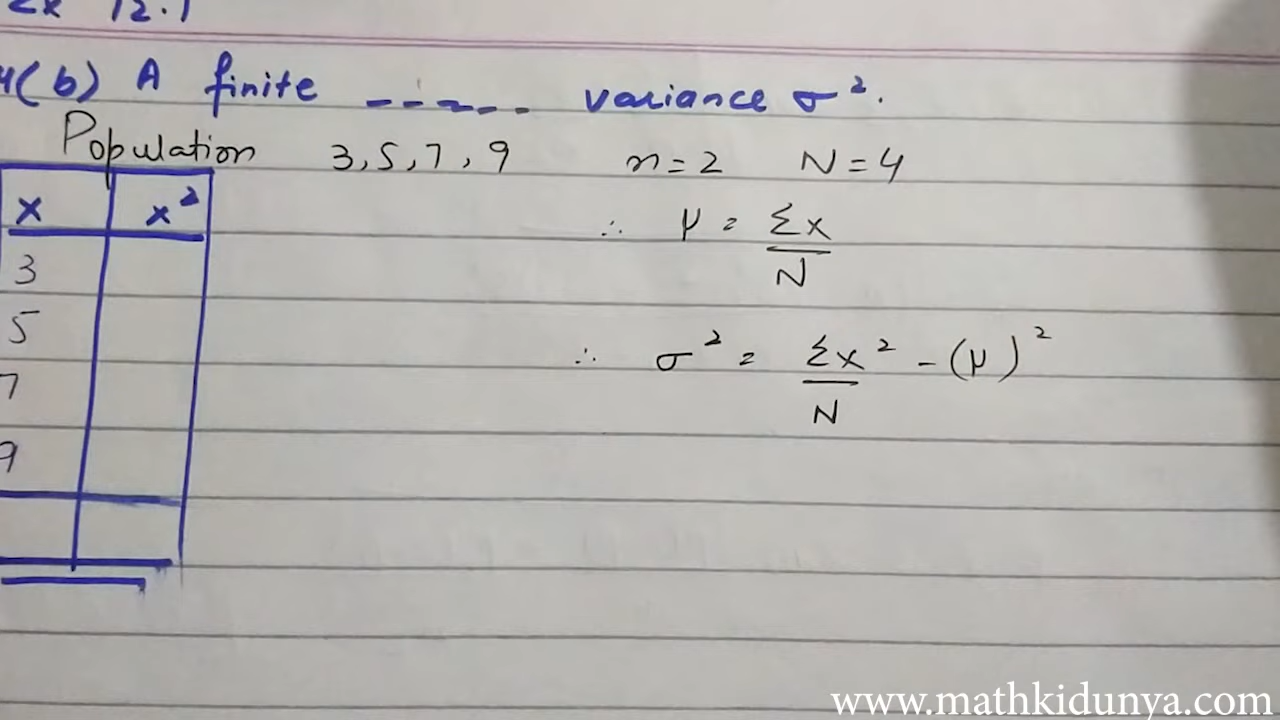 Ex 12.1
4(b) A finite ------ variance σ².
Population 3, 5, 7, 9 n = 2 N = 4
x x²
3
5
7
9
∴ μ = Σx
N
∴ σ² = Σx² - (μ)²
N
www.mathkidunya.com